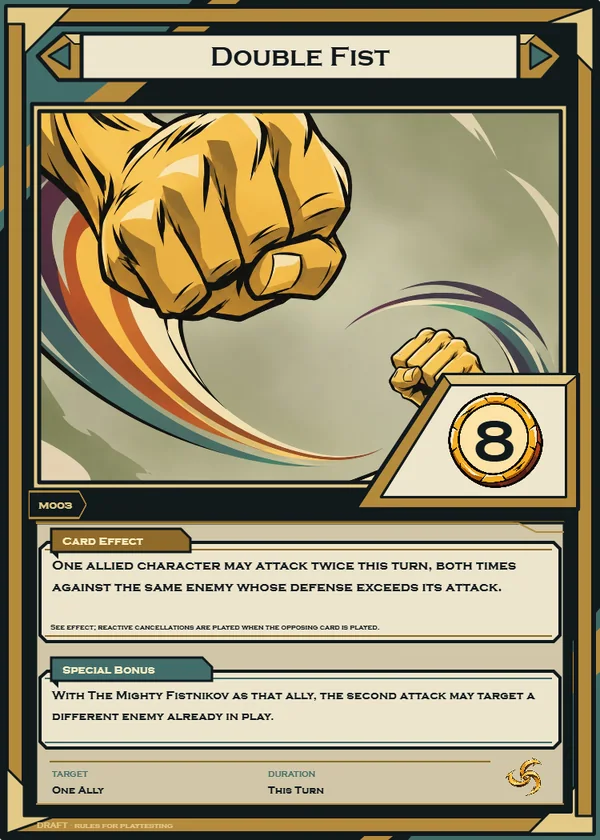 Double Fist
8
M003
Card Effect
One allied character may attack twice this turn, both times
against the same enemy whose defense exceeds its attack.
See effect; reactive cancellations are played when the opposing card is played.
Special Bonus
With The Mighty Fistnikov as that ally, the second attack may target a
different enemy already in play.
Target
Duration
One Ally
This Turn
DRAFT rules for playtesting